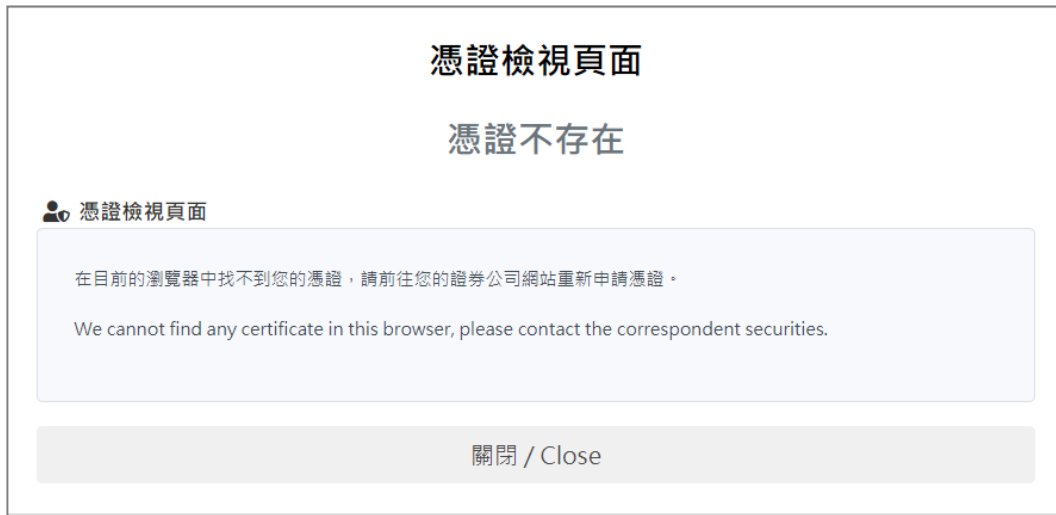 憑證檢視頁面
憑證不存在
憑證檢視頁面
在目前的瀏覽器中找不到您的憑證，請前往您的證券公司網站重新申請憑證。
We cannot find any certificate in this browser, please contact the correspondent securities.
關閉 / Close